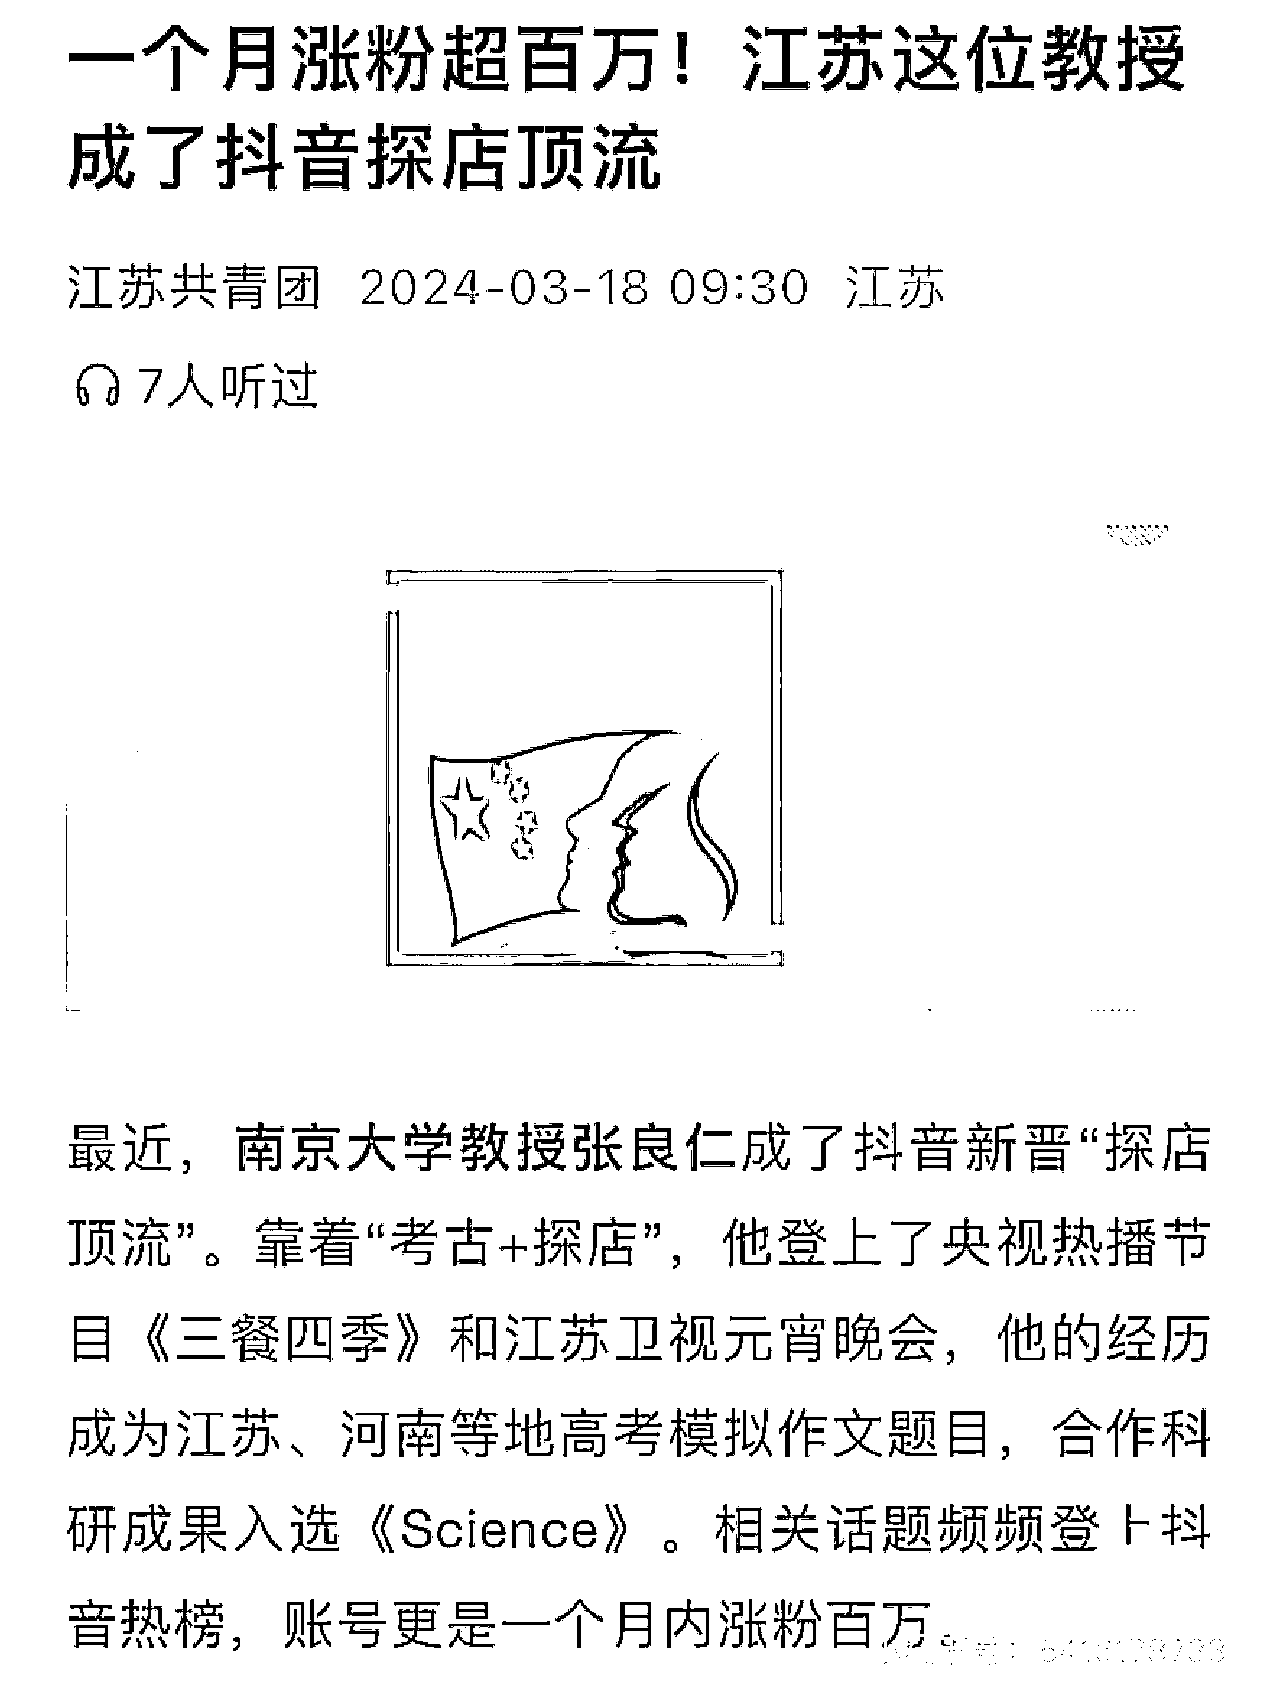 一个月涨粉超百万！江苏这位教授
成了抖音探店顶流
江苏共青团 2024-03-18 09:30 江苏
7人听过
最近，南京大学教授张良仁成了抖音新晋“探店
顶流”。靠着“考古+探店”，他登上了央视热播节
目《三餐四季》和江苏卫视元宵晚会，他的经历
成为江苏、河南等地高考模拟作文题目，合作科
研成果入选《Science》。相关话题频频登上抖
音热榜，账号更是一个月内涨粉百万。